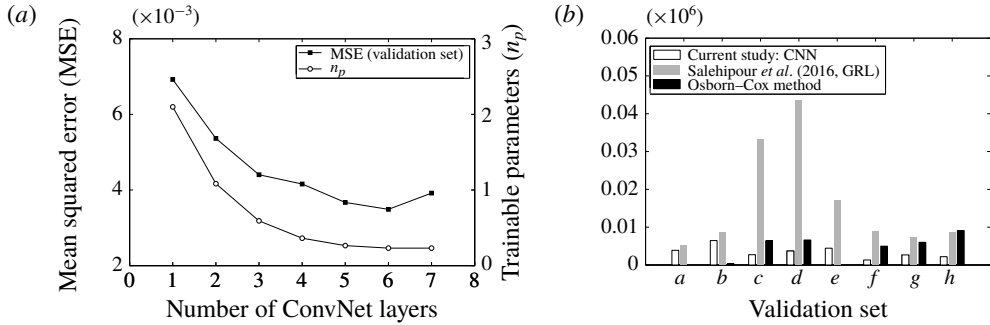 (a)
(×10⁻³)
8
6
4
2
Mean squared error (MSE)
MSE (validation set)
nₚ
3
2
1
0
Trainable parameters (nₚ)
0 1 2 3 4 5 6 7 8
Number of ConvNet layers
(b)
(×10⁶)
0.06
0.05
0.04
0.03
0.02
0.01
0
Current study: CNN
Salehipour et al. (2016, GRL)
Osborn–Cox method
a b c d e f g h
Validation set